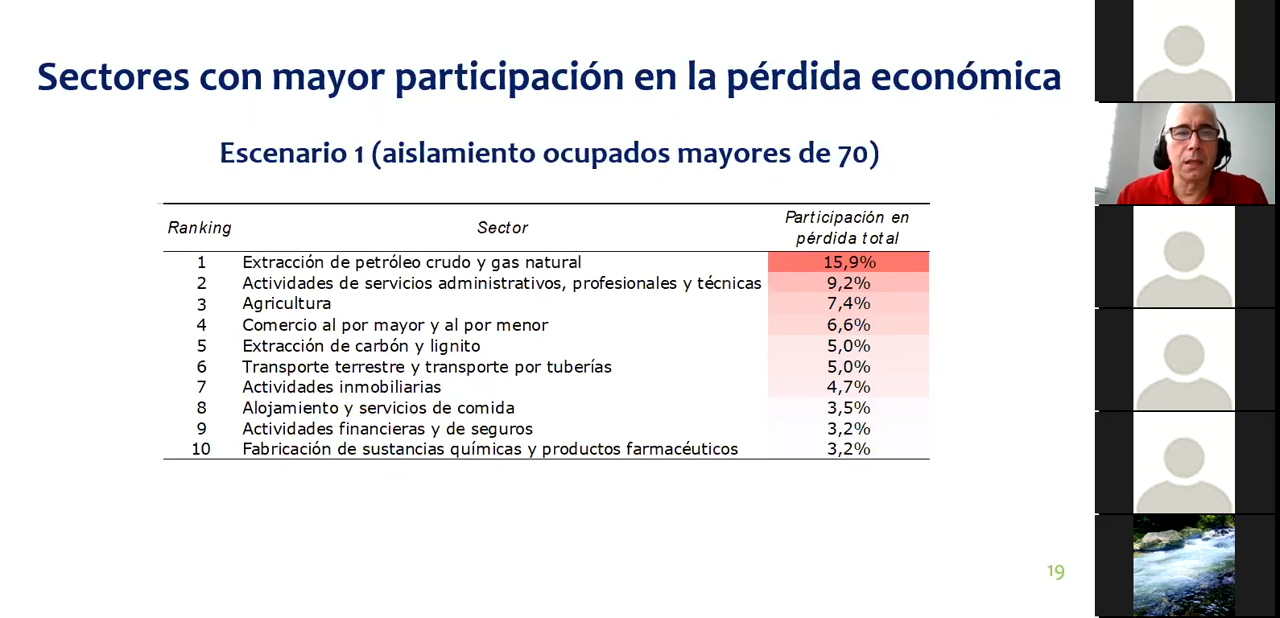 Sectores con mayor participación en la pérdida económica
Escenario 1 (aislamiento ocupados mayores de 70)
Ranking Sector Participación en pérdida total
1 Extracción de petróleo crudo y gas natural 15,9%
2 Actividades de servicios administrativos, profesionales y técnicas 9,2%
3 Agricultura 7,4%
4 Comercio al por mayor y al por menor 6,6%
5 Extracción de carbón y lignito 5,0%
6 Transporte terrestre y transporte por tuberías 5,0%
7 Actividades inmobiliarias 4,7%
8 Alojamiento y servicios de comida 3,5%
9 Actividades financieras y de seguros 3,2%
10 Fabricación de sustancias químicas y productos farmacéuticos 3,2%
19